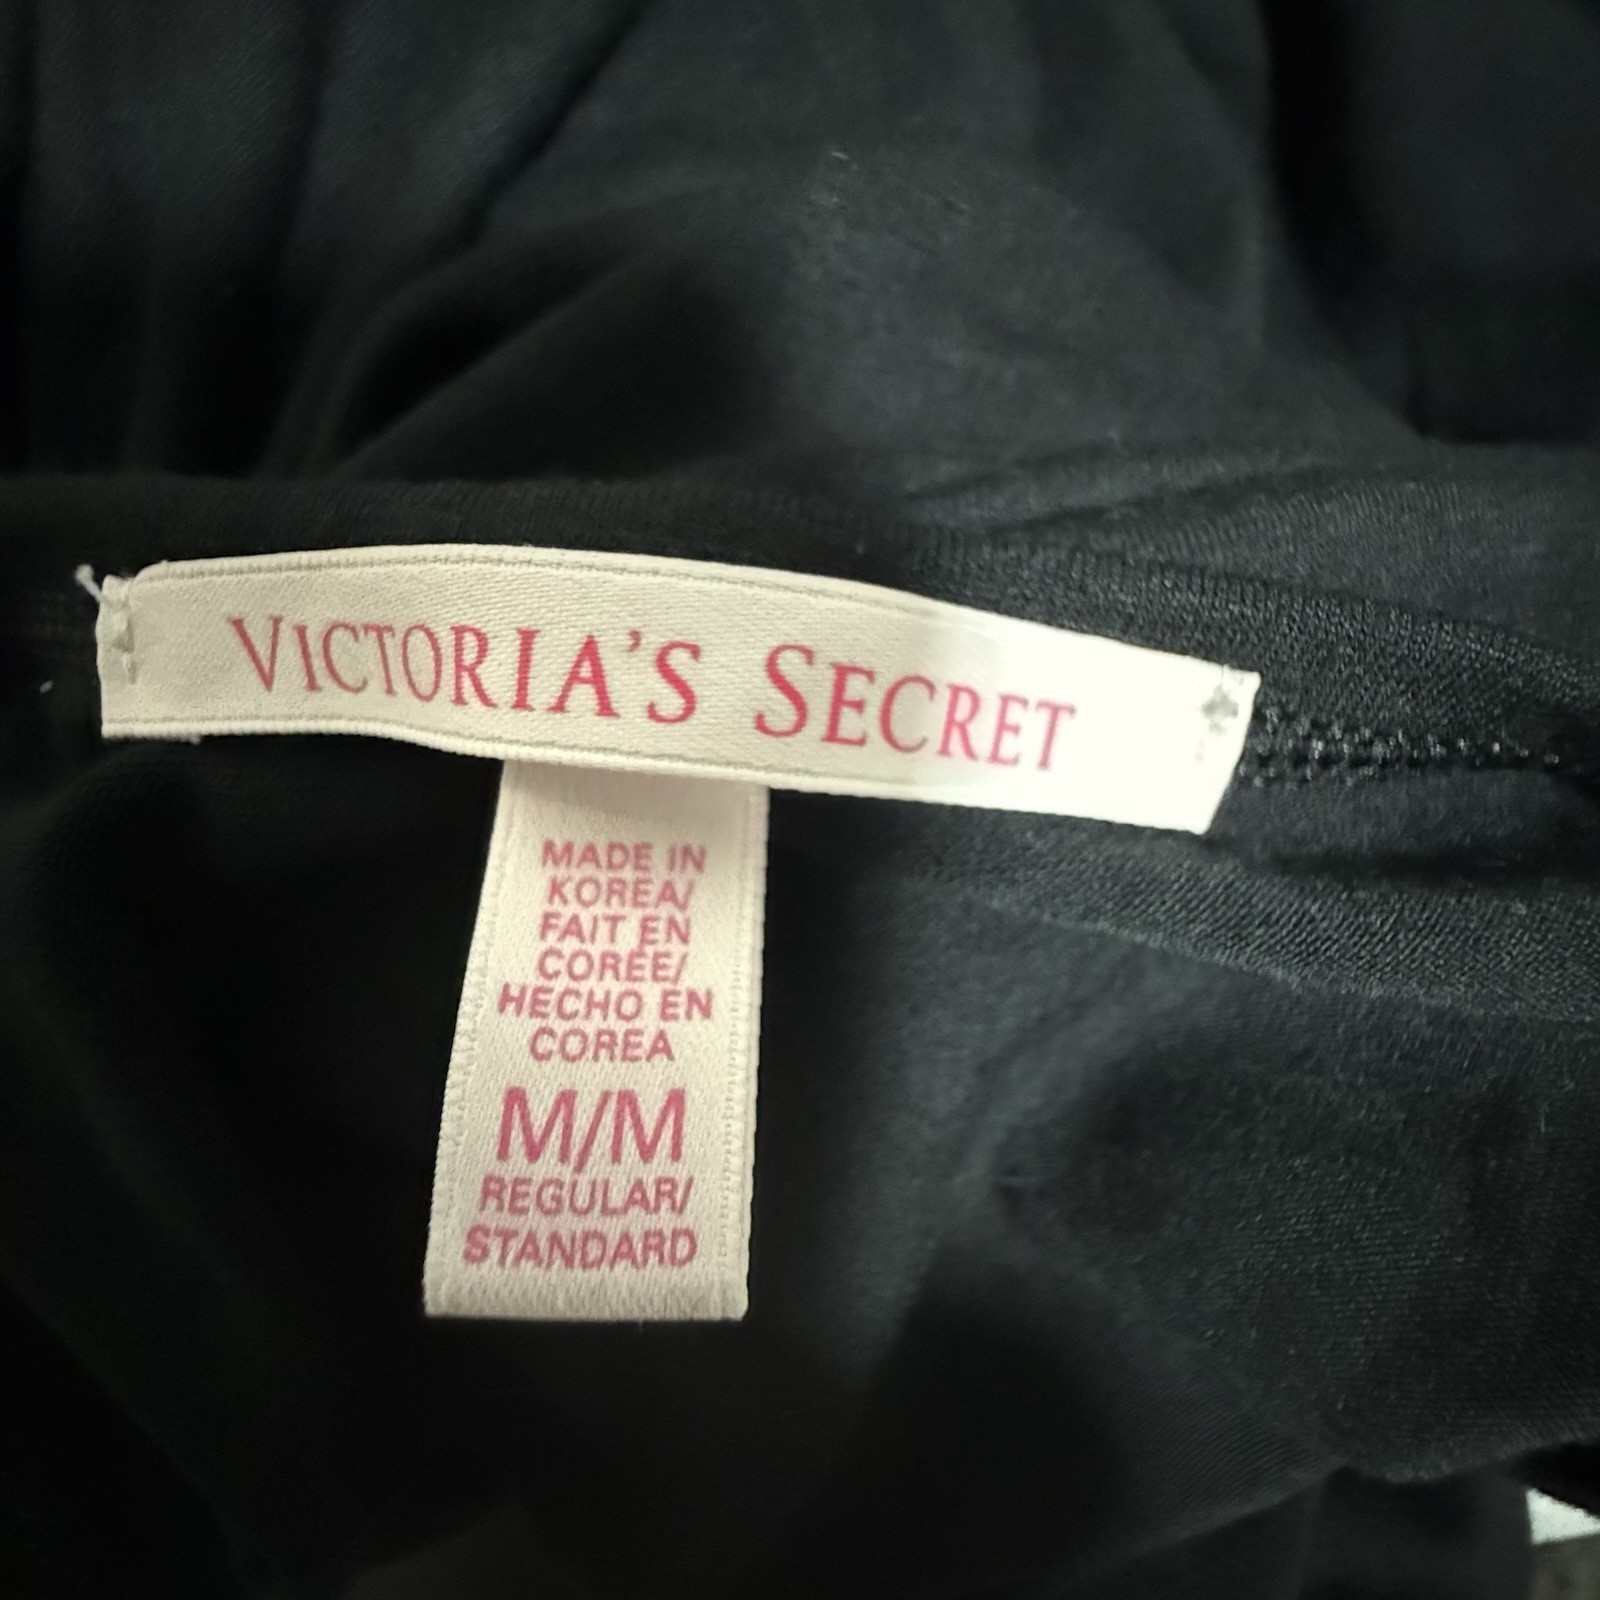 VICTORIA'S SECRET
MADE IN
KOREA/
FAIT EN
CORÉE/
HECHO EN
COREA
M/M
REGULAR/
STANDARD